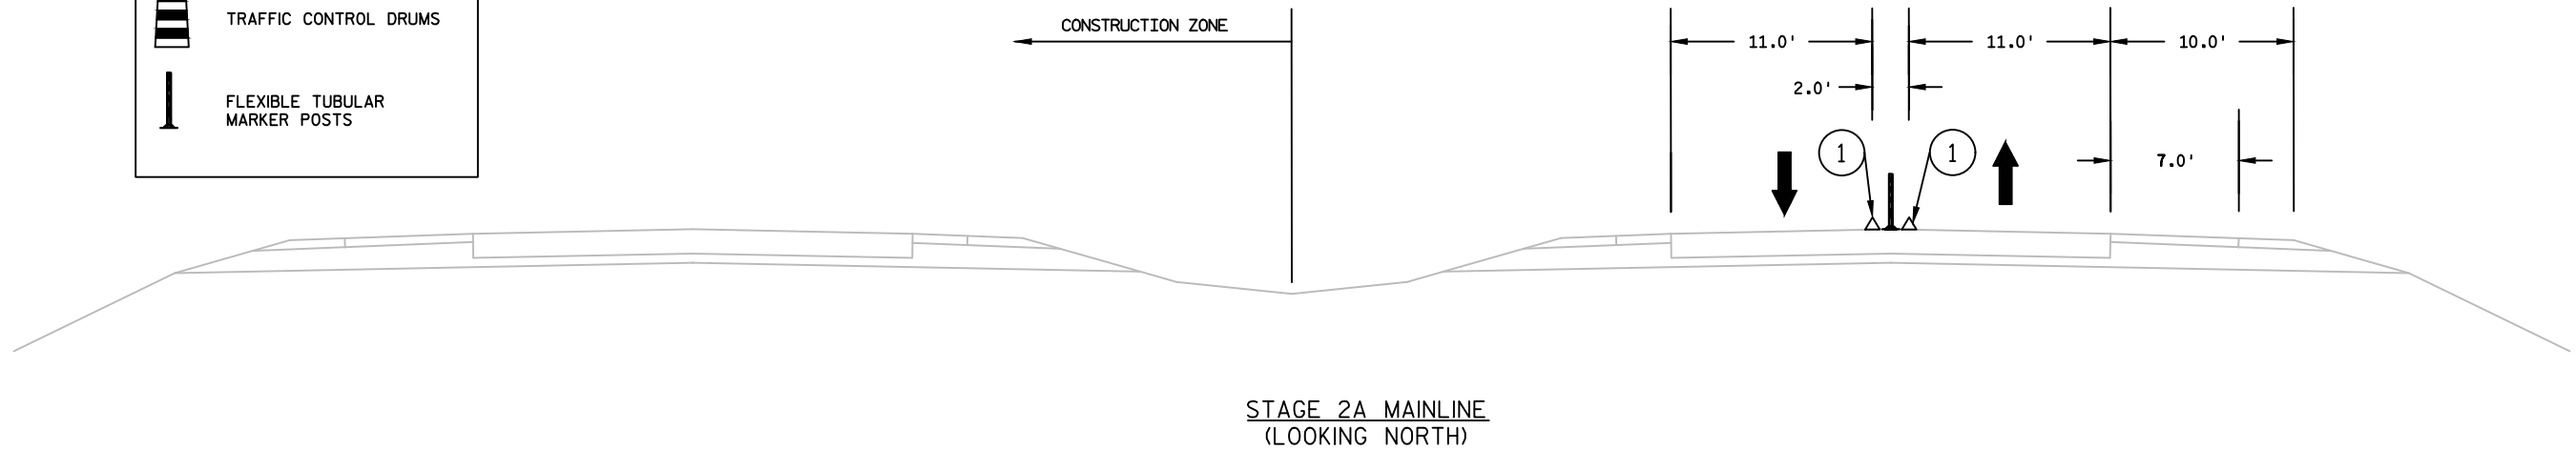 TRAFFIC CONTROL DRUMS
FLEXIBLE TUBULAR
MARKER POSTS
CONSTRUCTION ZONE
11.0' 11.0' 10.0'
2.0'
1 1 7.0'
STAGE 2A MAINLINE
(LOOKING NORTH)